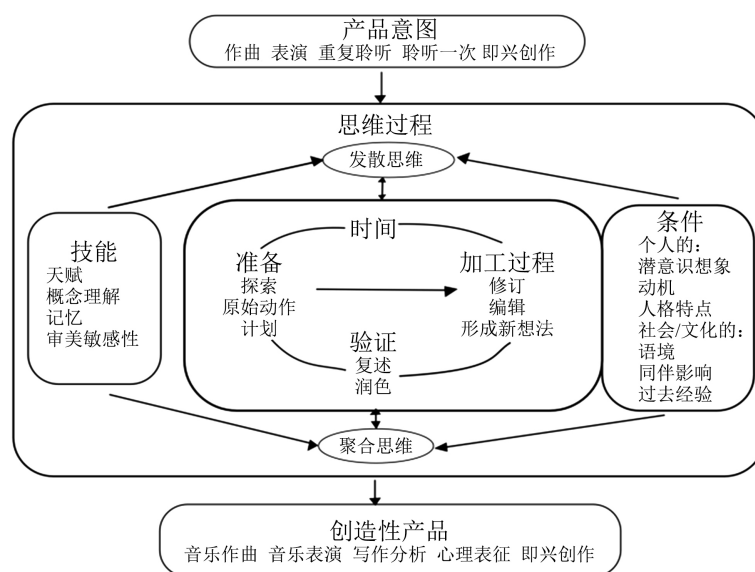 产品意图
作曲 表演 重复聆听 聆听一次 即兴创作
思维过程
发散思维
技能
天赋
概念理解
记忆
审美敏感性
时间
准备
探索
原始动作
计划
加工过程
修订
编辑
形成新想法
验证
复述
润色
条件
个人的：
潜意识想象
动机
人格特点
社会/文化的：
语境
同伴影响
过去经验
聚合思维
创造性产品
音乐作曲 音乐表演 写作分析 心理表征 即兴创作